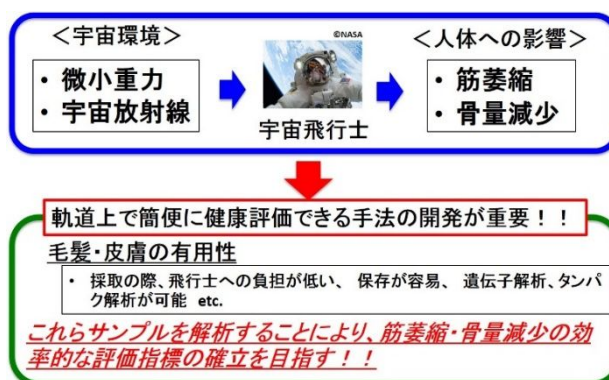 ©NASA
＜宇宙環境＞
・ 微小重力
・ 宇宙放射線
宇宙飛行士
＜人体への影響＞
・ 筋萎縮
・ 骨量減少
軌道上で簡便に健康評価できる手法の開発が重要！！
毛髪・皮膚の有用性
・ 採取の際、飛行士への負担が低い、 保存が容易、 遺伝子解析、タンパ
ク解析が可能 etc.
これらサンプルを解析することにより、筋萎縮・骨量減少の効
率的な評価指標の確立を目指す！！